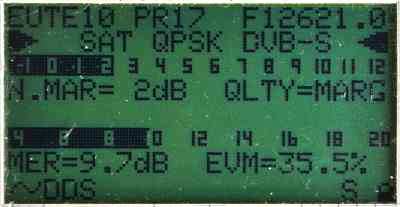 EUTE10 PR17 F12621.0
SAT QPSK DVB-S
-1 0 1 2 3 4 5 6 7 8 9 10 11 12
N.MAR= 2dB QLTY=MARG
4 6 8 10 12 14 16 18 20
MER=9.7dB EVM=35.5%
~DDS S